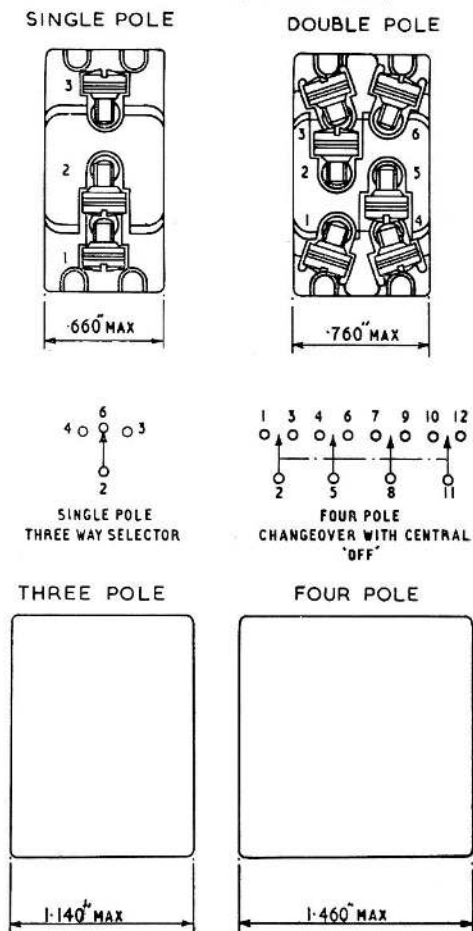 SINGLE POLE
DOUBLE POLE
3
2
1
3
6
2
5
1
4
·660" MAX
·760" MAX
6
4 3
2
SINGLE POLE
THREE WAY SELECTOR
1 3 4 6 7 9 10 12
2 5 8 11
FOUR POLE
CHANGEOVER WITH CENTRAL
'OFF'
THREE POLE
FOUR POLE
1·140" MAX
1·460" MAX